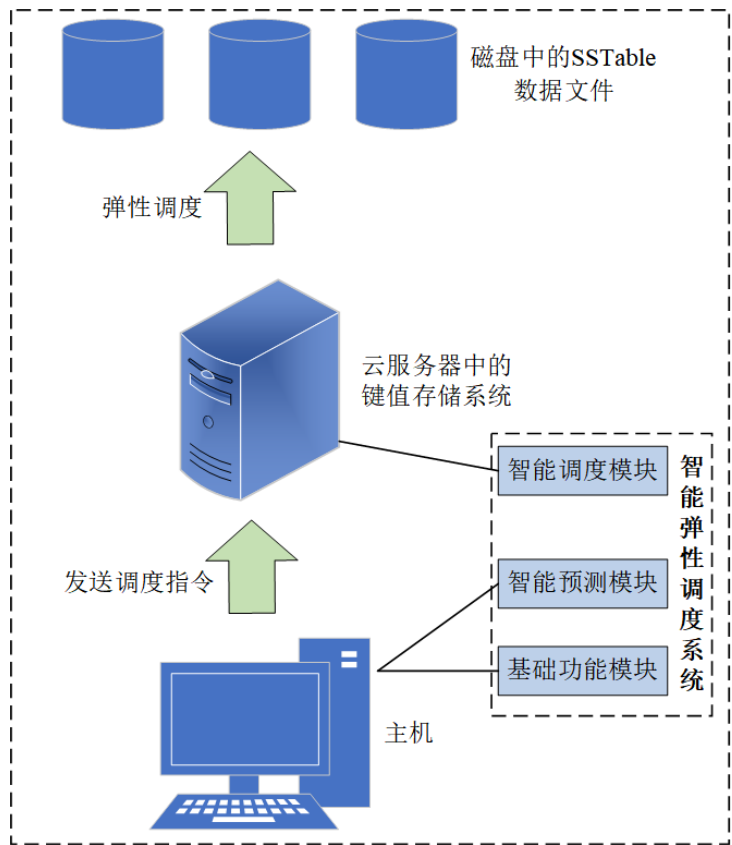 磁盘中的SSTable
数据文件
弹性调度
云服务器中的
键值存储系统
智能调度模块
智能预测模块
基础功能模块
智能弹性调度系统
发送调度指令
主机